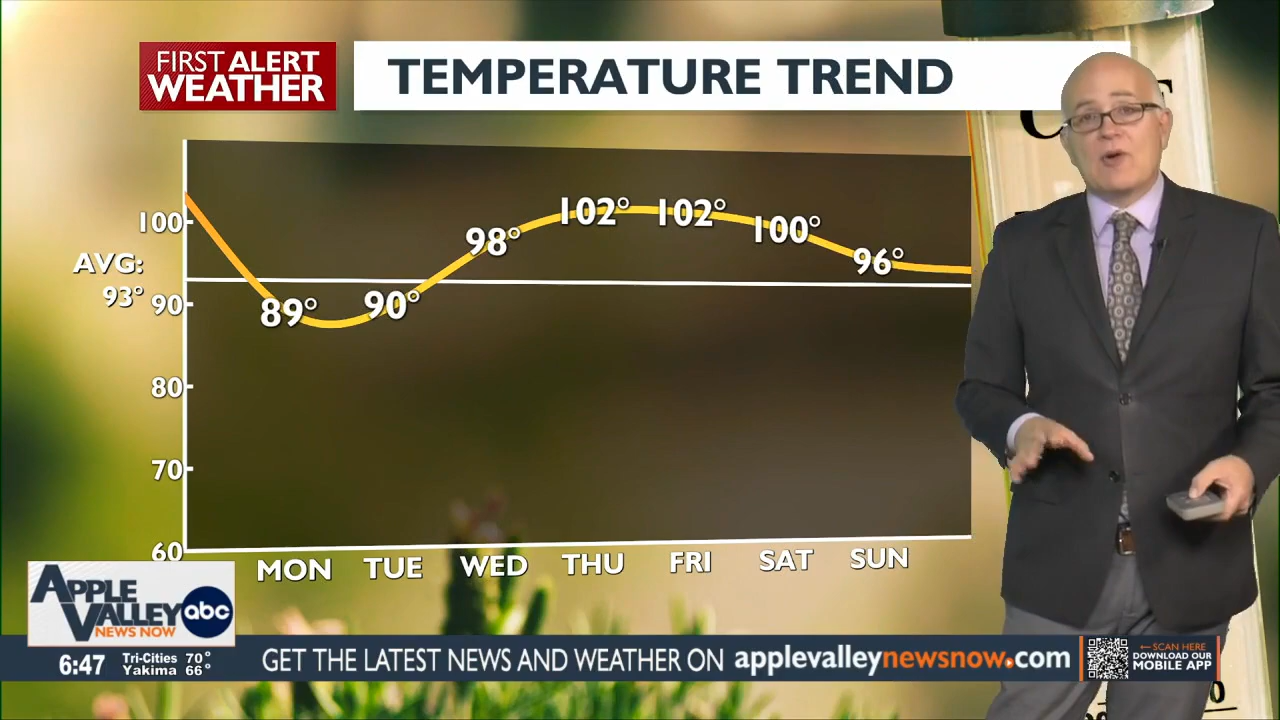 FIRST ALERT
WEATHER
TEMPERATURE TREND
C F
100
AVG:
93°
90
80
70
60
89°
90°
98°
102°
102°
100°
96°
MON TUE WED THU FRI SAT SUN
APPLE
VALLEY
NEWS NOW
abc
6:47
Tri-Cities 70°
Yakima 66°
GET THE LATEST NEWS AND WEATHER ON applevalleynewsnow.com
←SCAN HERE
DOWNLOAD OUR
MOBILE APP